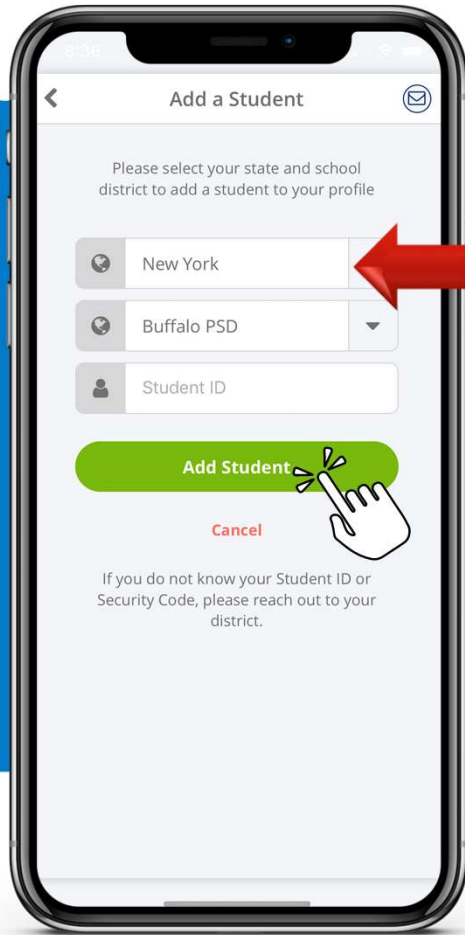 8:36
Add a Student
Please select your state and school
district to add a student to your profile
New York
Buffalo PSD
Student ID
Add Student
Cancel
If you do not know your Student ID or
Security Code, please reach out to your
district.